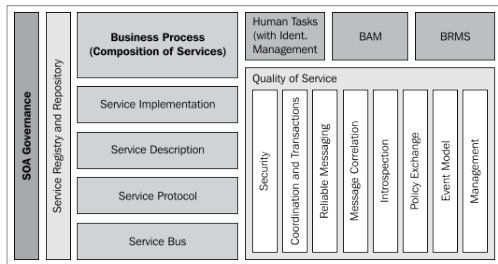 SOA Governance
Service Registry and Repository
Business Process
(Composition of Services)
Service Implementation
Service Description
Service Protocol
Service Bus
Human Tasks
(with Ident.
Management
BAM
BRMS
Quality of Service
Security
Coordination and Transactions
Reliable Messaging
Message Correlation
Introspection
Policy Exchange
Event Model
Management